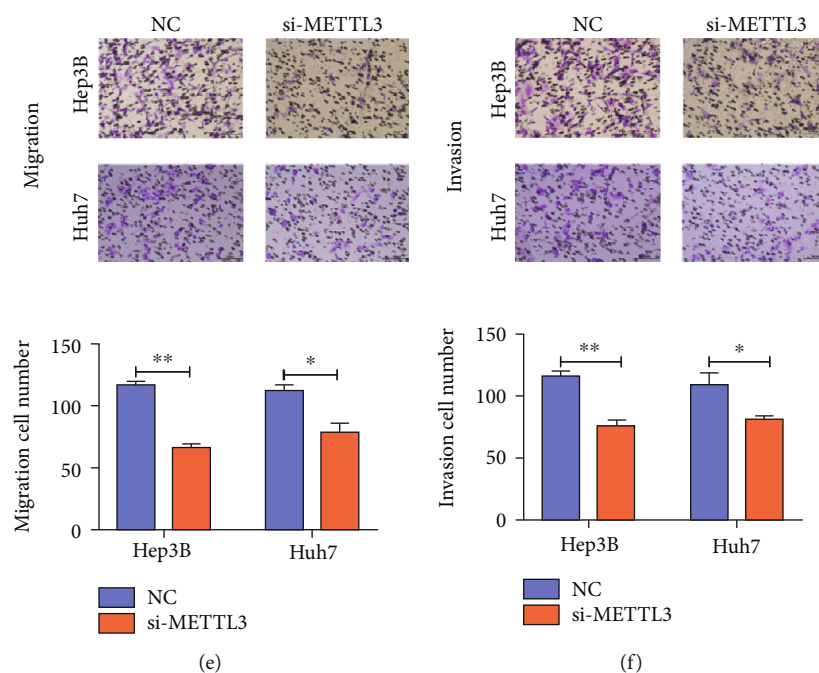 NC si-METTL3
Migration
Hep3B
Huh7
Migration cell number
150
100
50
0
**
*
Hep3B Huh7
NC
si-METTL3
(e)
NC si-METTL3
Invasion
Hep3B
Huh7
Invasion cell number
150
100
50
0
**
*
Hep3B Huh7
NC
si-METTL3
(f)